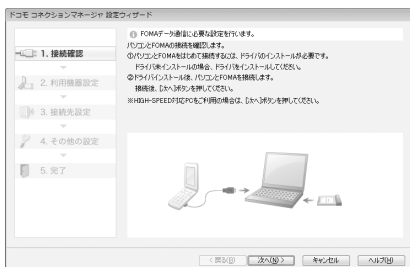 ドコモ コネクションマネージャ 設定ウィザード
1. 接続確認
2. 利用機器設定
3. 接続先設定
4. その他の設定
5. 完了
FOMAデータ通信に必要な設定を行います。
パソコンとFOMAの接続を確認します。
①パソコンとFOMAをはじめて接続するには、ドライバのインストールが必要です。
ドライバ未インストールの場合、ドライバをインストールしてください。
②ドライバインストール後、パソコンとFOMAを接続します。
接続後、[次へ]ボタンを押してください。
※HIGH-SPEED対応PCをご利用の場合は、[次へ]ボタンを押してください。
< 戻る(B) 次へ(N) > キャンセル ヘルプ(H)